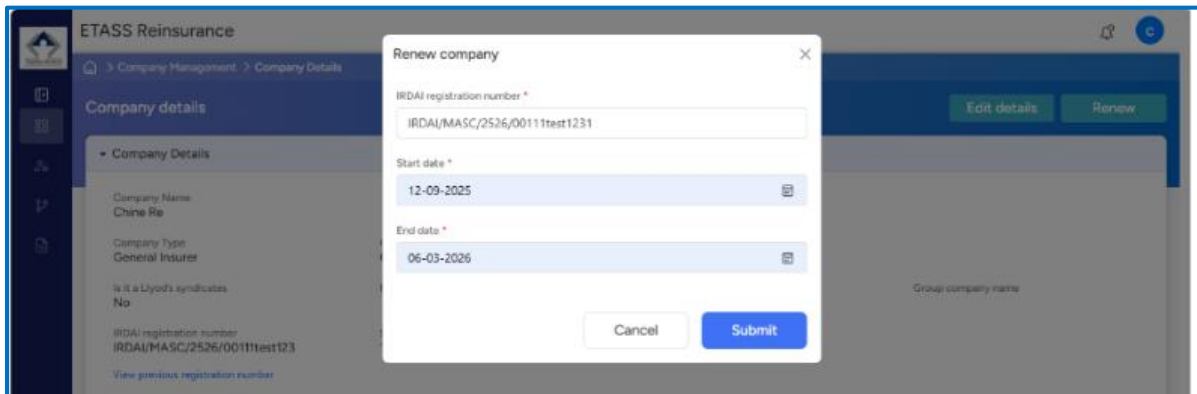 ETASS Reinsurance
C
> Company Management > Company Details
Company details
Edit details
Renew
Company Details
Company Name
Chine Re
Company Type
General Insurer
Is it a Llyod's syndicates
No
Group company name
IRDAI registration number
IRDAI/MASC/2526/00111test123
View previous registration number
Renew company
IRDAI registration number *
IRDAI/MASC/2526/00111test1231
Start date *
12-09-2025
End date *
06-03-2026
Cancel
Submit